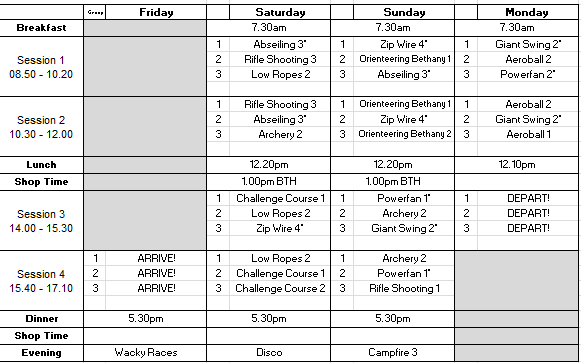 Group Friday Saturday Sunday Monday
Breakfast 7.30am 7.30am 7.30am
1 Abseiling 3* 1 Zip Wire 4* 1 Giant Swing 2*
Session 1 2 Rifle Shooting 3 2 Orienteering Bethany 1 2 Aeroball 2
08.50 - 10.20 3 Low Ropes 2 3 Abseiling 3* 3 Powerfan 2*
1 Rifle Shooting 3 1 Orienteering Bethany 1 1 Aeroball 2
Session 2 2 Abseiling 3* 2 Zip Wire 4* 2 Giant Swing 2*
10.30 - 12.00 3 Archery 2 3 Orienteering Bethany 2 3 Aeroball 1
Lunch 12.20pm 12.20pm 12.10pm
Shop Time 1.00pm BTH 1.00pm BTH
1 Challenge Course 1 1 Powerfan 1* 1 DEPART!
Session 3 2 Low Ropes 2 2 Archery 2 2 DEPART!
14.00 - 15.30 3 Zip Wire 4* 3 Giant Swing 2* 3 DEPART!
1 ARRIVE! 1 Low Ropes 2 1 Archery 2
Session 4 2 ARRIVE! 2 Challenge Course 1 2 Powerfan 1*
15.40 - 17.10 3 ARRIVE! 3 Challenge Course 2 3 Rifle Shooting 1
Dinner 5.30pm 5.30pm 5.30pm
Shop Time
Evening Wacky Races Disco Campfire 3